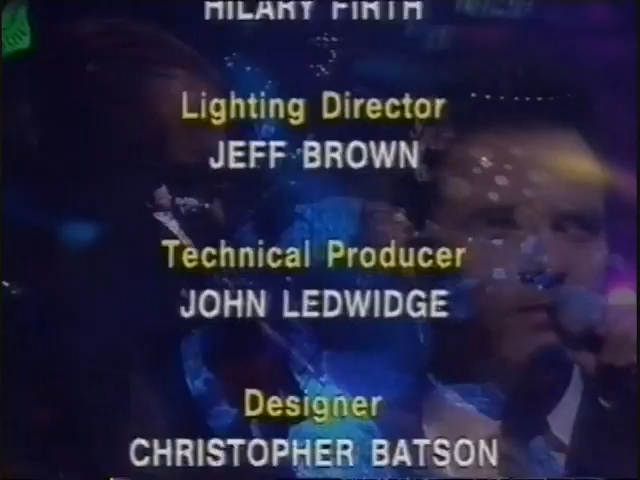 HILARY FIRTH
Lighting Director
JEFF BROWN
Technical Producer
JOHN LEDWIDGE
Designer
CHRISTOPHER BATSON